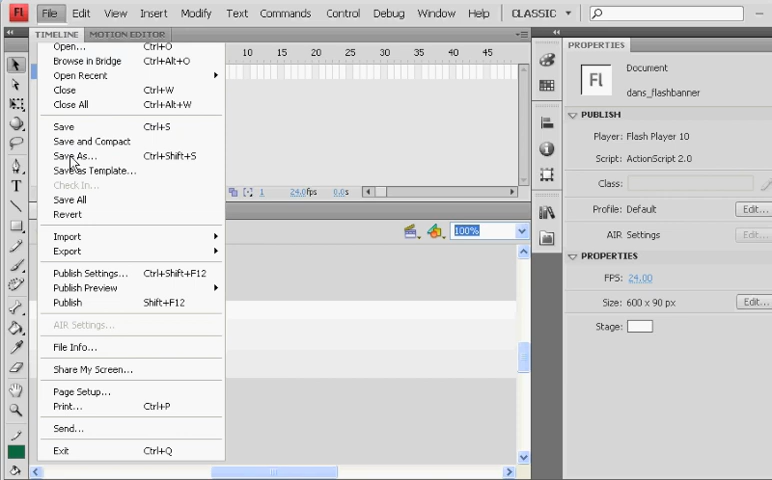 Fl File Edit View Insert Modify Text Commands Control Debug Window Help CLASSIC
TIMELINE MOTION EDITOR
Open... Ctrl+O
Browse in Bridge Ctrl+Alt+O
Open Recent
Close Ctrl+W
Close All Ctrl+Alt+W
Save Ctrl+S
Save and Compact
Save As... Ctrl+Shift+S
Save as Template...
Check In...
Save All
Revert
Import
Export
Publish Settings... Ctrl+Shift+F12
Publish Preview
Publish Shift+F12
AIR Settings...
File Info...
Share My Screen...
Page Setup...
Print... Ctrl+P
Send...
Exit Ctrl+Q
10 15 20 25 30 35 40 45
1 24.0fps 0.0s
100%
T
PROPERTIES
Fl
Document
dans_flashbanner
PUBLISH
Player: Flash Player 10
Script: ActionScript 2.0
Class:
Profile: Default Edit...
AIR Settings Edit...
PROPERTIES
FPS: 24.00
Size: 600 x 90 px Edit...
Stage: